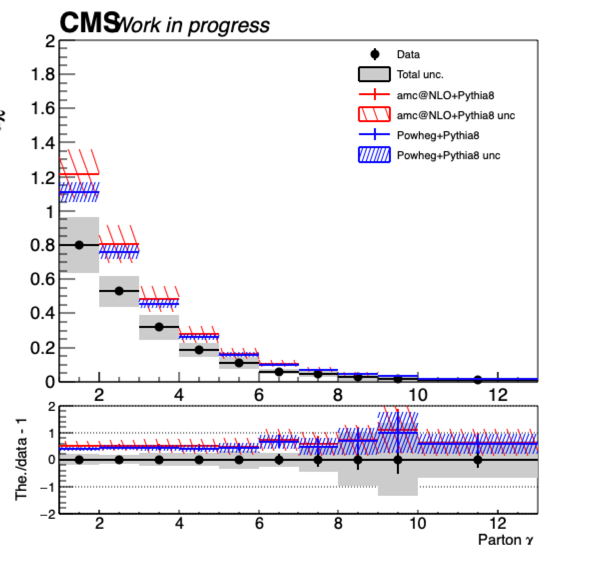 CMS Work in progress
2
1.8
1.6
1.4
1.2
1
0.8
0.6
0.4
0.2
0
Data
Total unc.
amc@NLO+Pythia8
amc@NLO+Pythia8 unc
Powheg+Pythia8
Powheg+Pythia8 unc
2 4 6 8 10 12
The./data - 1
2
1
0
−1
−2
2 4 6 8 10 12
Parton γ